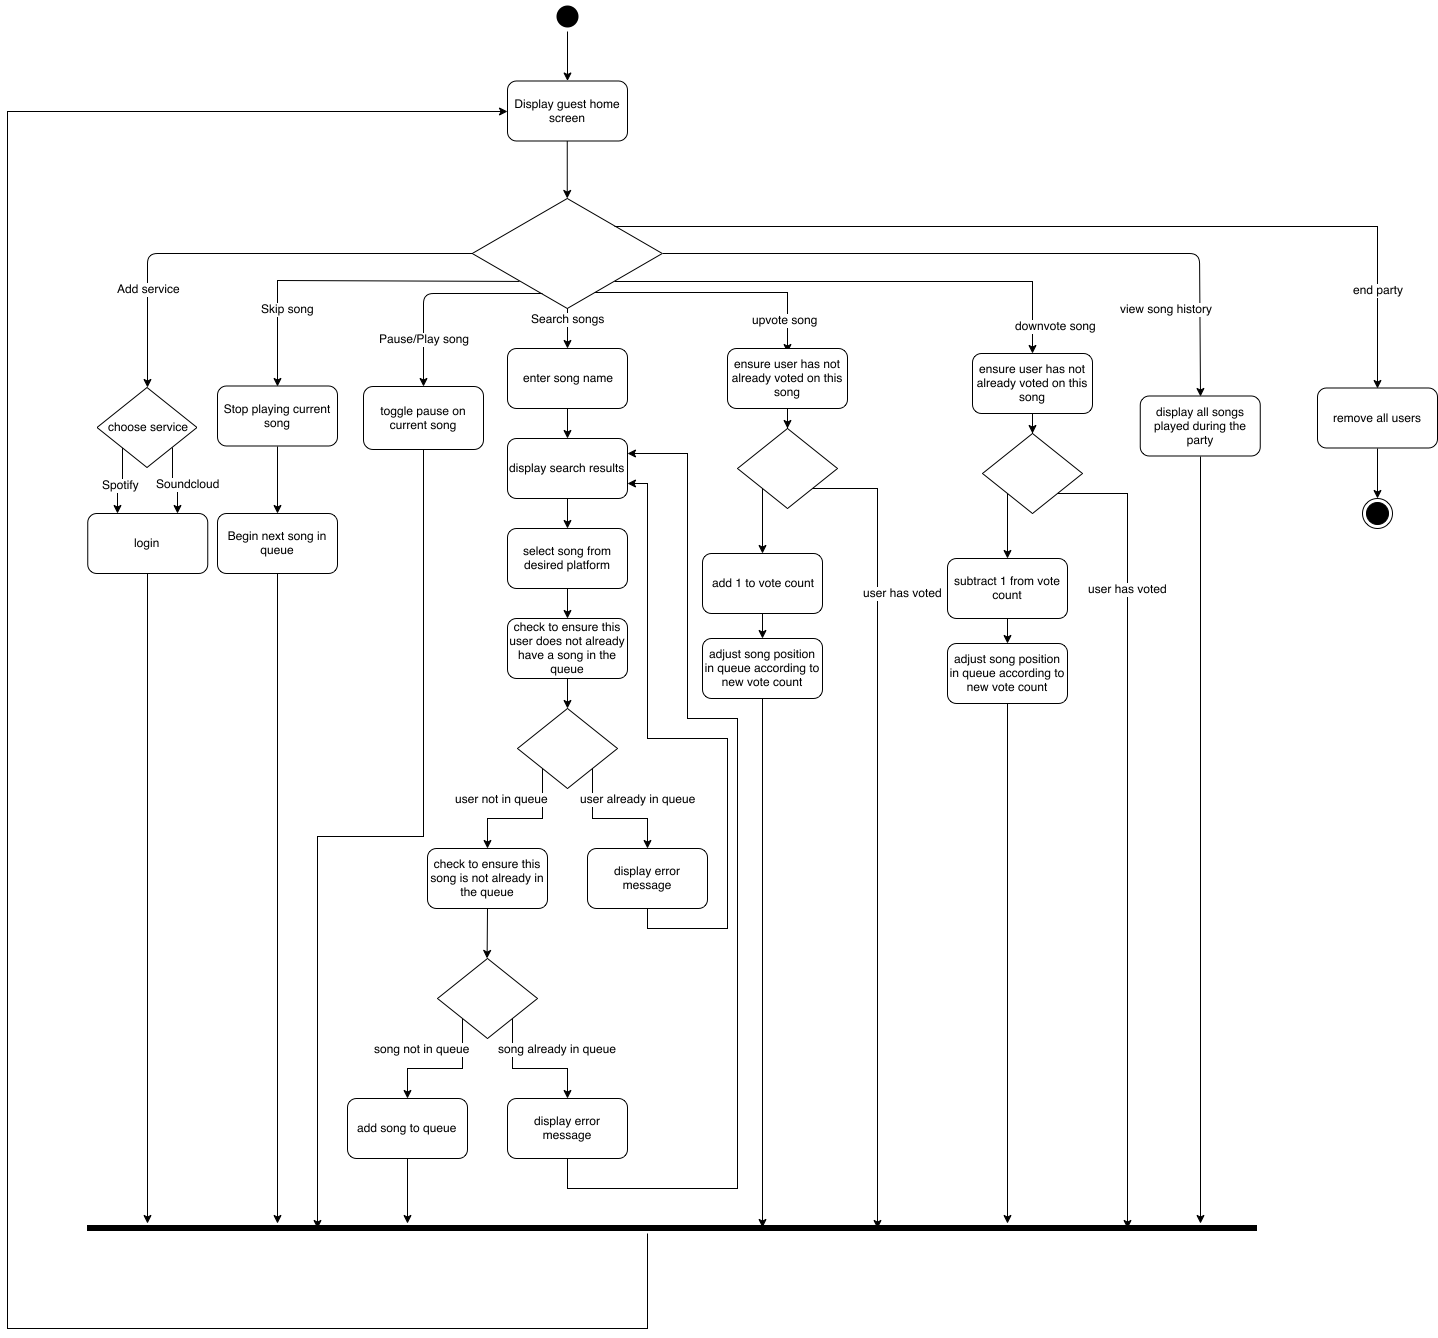 Display guest home
screen
Add service
Skip song
Pause/Play song
Search songs
upvote song
downvote song
view song history
end party
choose service
Spotify
Soundcloud
login
Stop playing current
song
Begin next song in
queue
toggle pause on
current song
enter song name
display search results
select song from
desired platform
check to ensure this
user does not already
have a song in the
queue
user not in queue
user already in queue
check to ensure this
song is not already in
the queue
display error
message
song not in queue
song already in queue
add song to queue
display error
message
ensure user has not
already voted on this
song
add 1 to vote count
user has voted
adjust song position
in queue according to
new vote count
ensure user has not
already voted on this
song
subtract 1 from vote
count
user has voted
adjust song position
in queue according to
new vote count
display all songs
played during the
party
remove all users